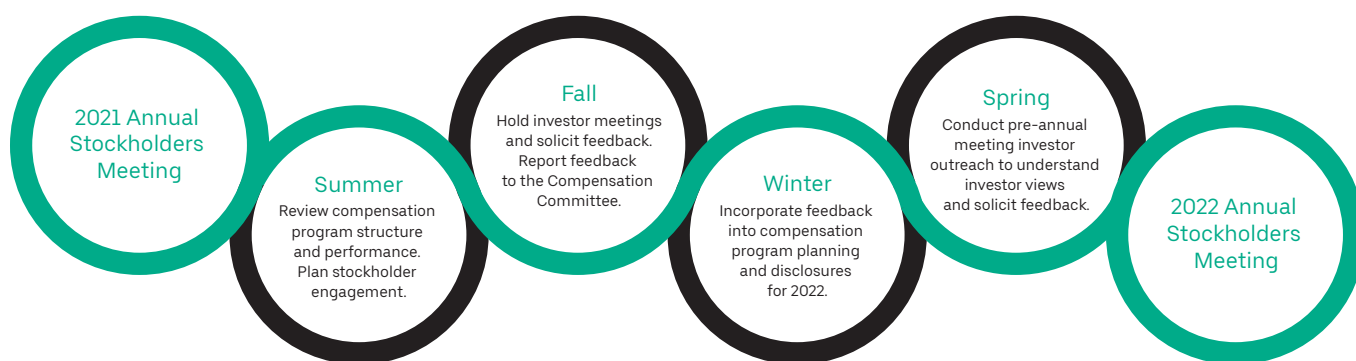 2021 Annual
Stockholders
Meeting
Summer
Review compensation
program structure
and performance.
Plan stockholder
engagement.
Fall
Hold investor meetings
and solicit feedback.
Report feedback
to the Compensation
Committee.
Winter
Incorporate feedback
into compensation
program planning
and disclosures
for 2022.
Spring
Conduct pre-annual
meeting investor
outreach to understand
investor views
and solicit feedback.
2022 Annual
Stockholders
Meeting